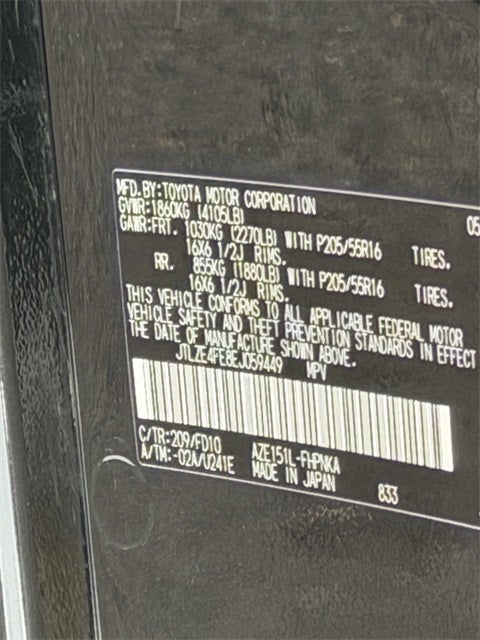 MFD.BY:TOYOTA MOTOR CORPORATION 05
GVWR:1860KG (4105LB)
GAWR:FRT. 1030KG (2270LB) WITH P205/55R16 TIRES.
16X6 1/2J RIMS.
RR. 855KG (1880LB) WITH P205/55R16 TIRES.
16X6 1/2J RIMS.
THIS VEHICLE CONFORMS TO ALL APPLICABLE FEDERAL MOTOR
VEHICLE SAFETY AND THEFT PREVENTION STANDARDS IN EFFECT
THE DATE OF MANUFACTURE SHOWN ABOVE.
JTLZE4FE8EJ059449 MPV
C/TR:209/FD10 AZE151L-FHPNKA
A/TM:-02A/U241E MADE IN JAPAN 833